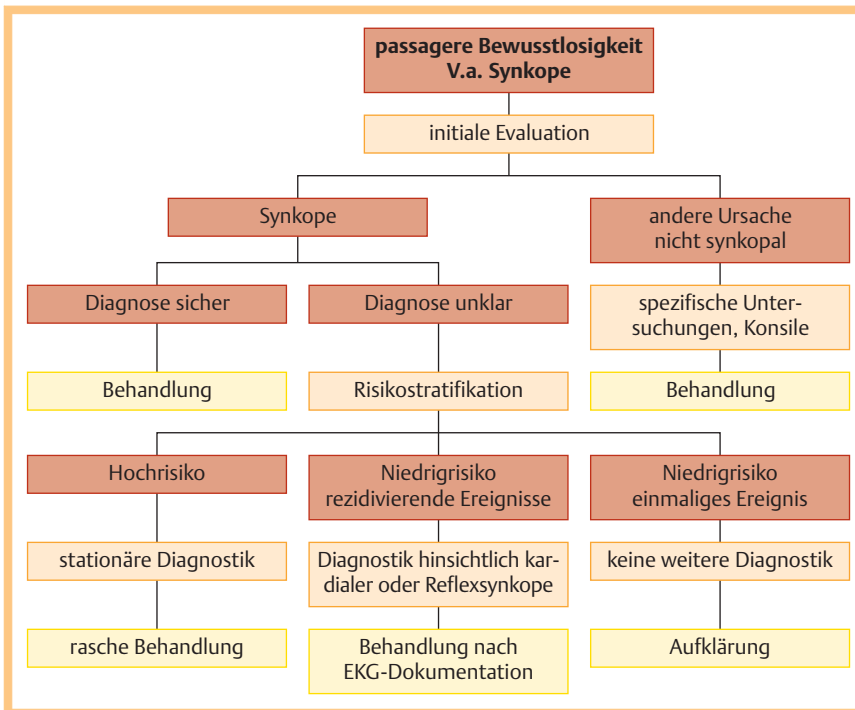 passagere Bewusstlosigkeit
V.a. Synkope
initiale Evaluation
Synkope
andere Ursache
nicht synkopal
Diagnose sicher
Diagnose unklar
spezifische Unter-
suchungen, Konsile
Behandlung
Risikostratifikation
Behandlung
Hochrisiko
Niedrigrisiko
rezidivierende Ereignisse
Niedrigrisiko
einmaliges Ereignis
stationäre Diagnostik
Diagnostik hinsichtlich kar-
dialer oder Reflexsynkope
keine weitere Diagnostik
rasche Behandlung
Behandlung nach
EKG-Dokumentation
Aufklärung